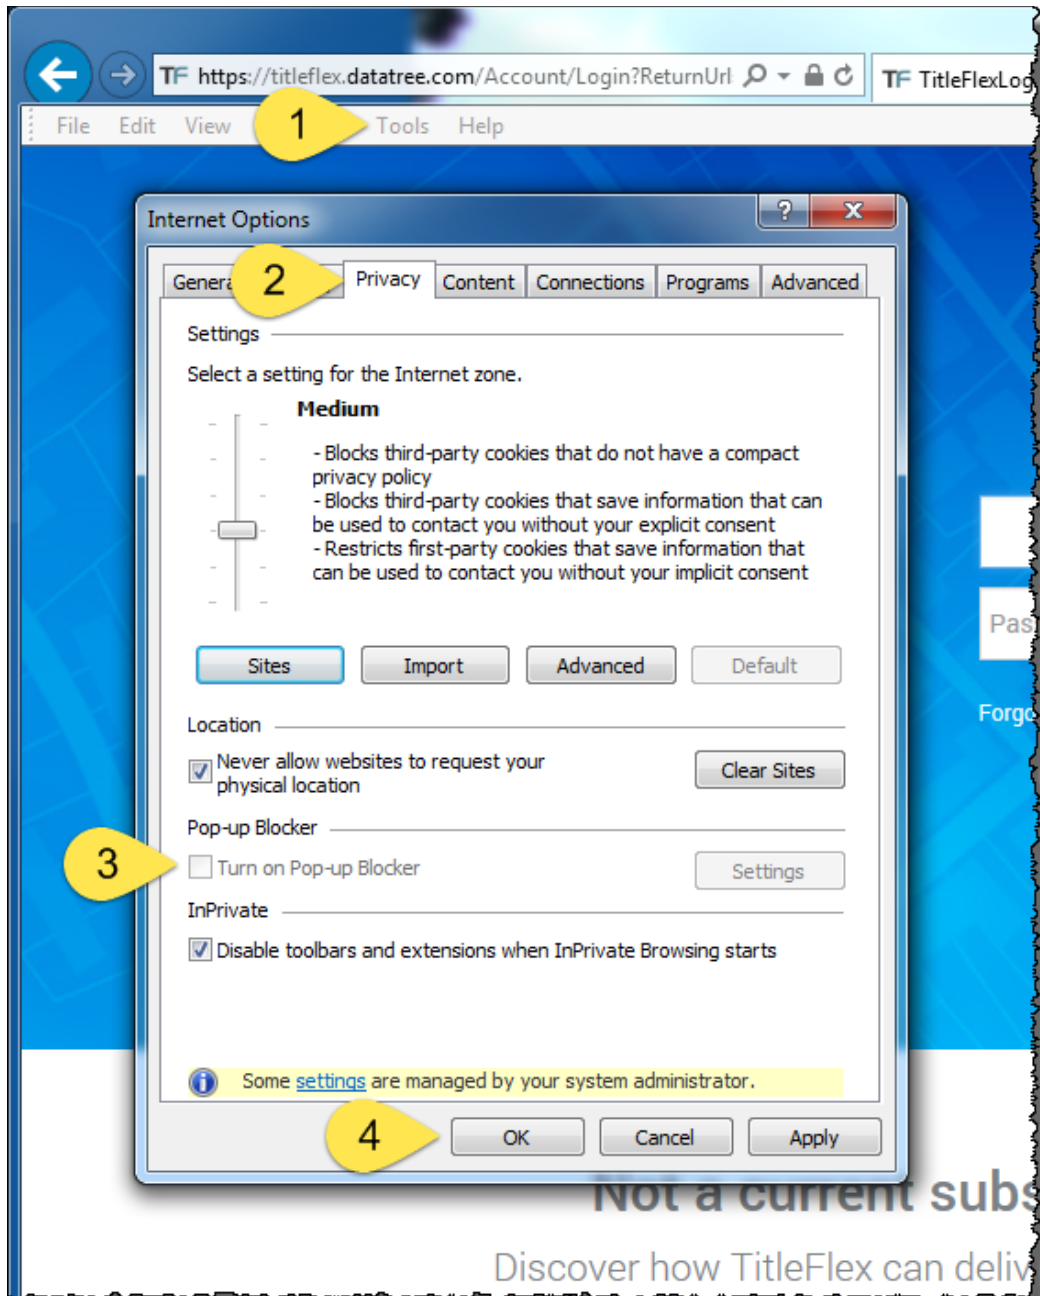 TF https://titleflex.datatree.com/Account/Login?ReturnUrl
TF TitleFlexLog
File Edit View 1 Tools Help
Internet Options
?
2 Privacy Content Connections Programs Advanced
Settings
Select a setting for the Internet zone.
Medium
- Blocks third-party cookies that do not have a compact
privacy policy
- Blocks third-party cookies that save information that can
be used to contact you without your explicit consent
- Restricts first-party cookies that save information that
can be used to contact you without your implicit consent
Sites Import Advanced Default
Pas
Forgo
Location
Never allow websites to request your
physical location
Clear Sites
Pop-up Blocker
3 Turn on Pop-up Blocker Settings
InPrivate
Disable toolbars and extensions when InPrivate Browsing starts
Some settings are managed by your system administrator.
4 OK Cancel Apply
Not a current subs
Discover how TitleFlex can deliv